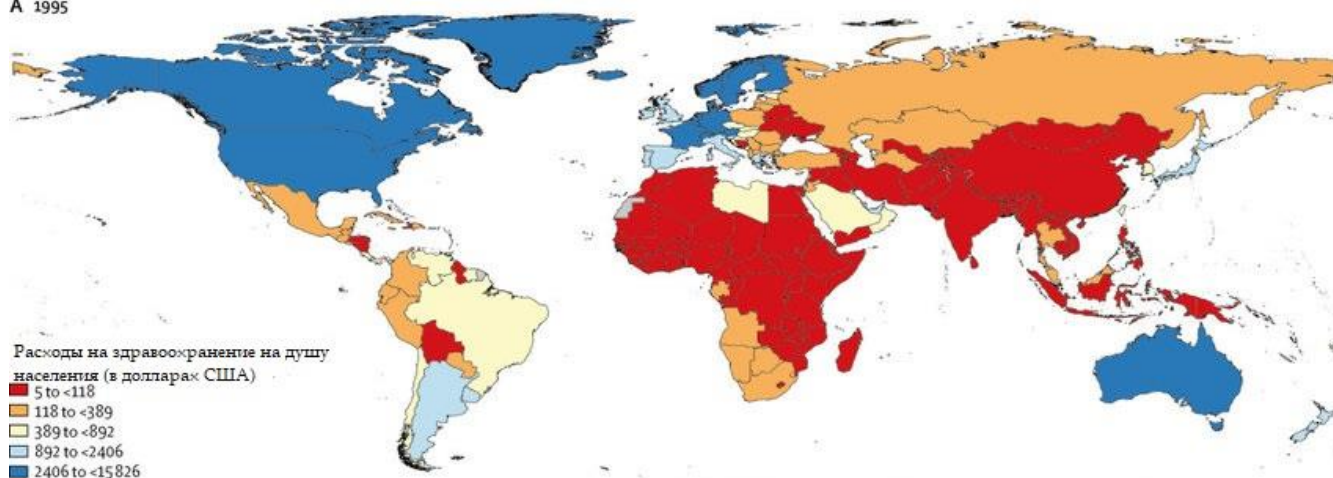 A 1995
Расходы на здравоохранение на душу
населения (в долларах США)
5 to <118
118 to <389
389 to <892
892 to <2406
2406 to <15826